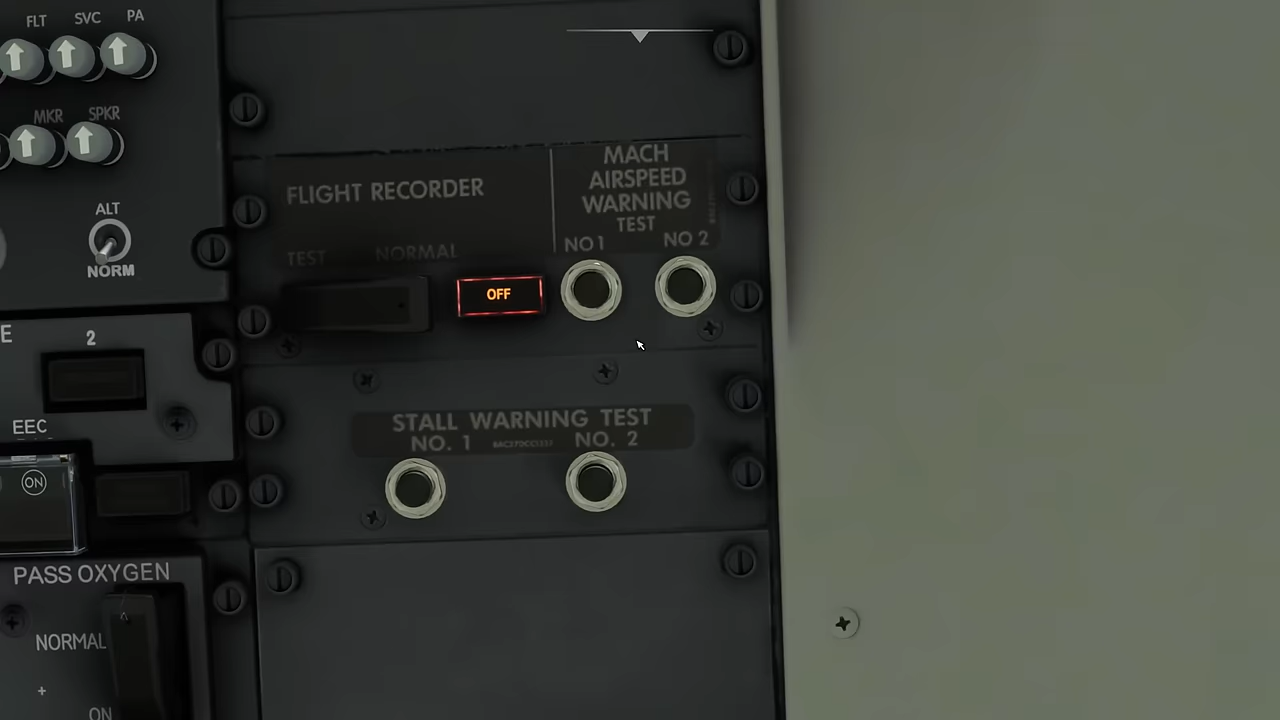 FLT SVC PA
MKR SPKR
ALT
NORM
FLIGHT RECORDER
TEST NORMAL
OFF
MACH
AIRSPEED
WARNING
TEST
NO 1 NO 2
E
2
EEC
ON
STALL WARNING TEST
NO. 1 NO. 2
PASS OXYGEN
NORMAL
ON